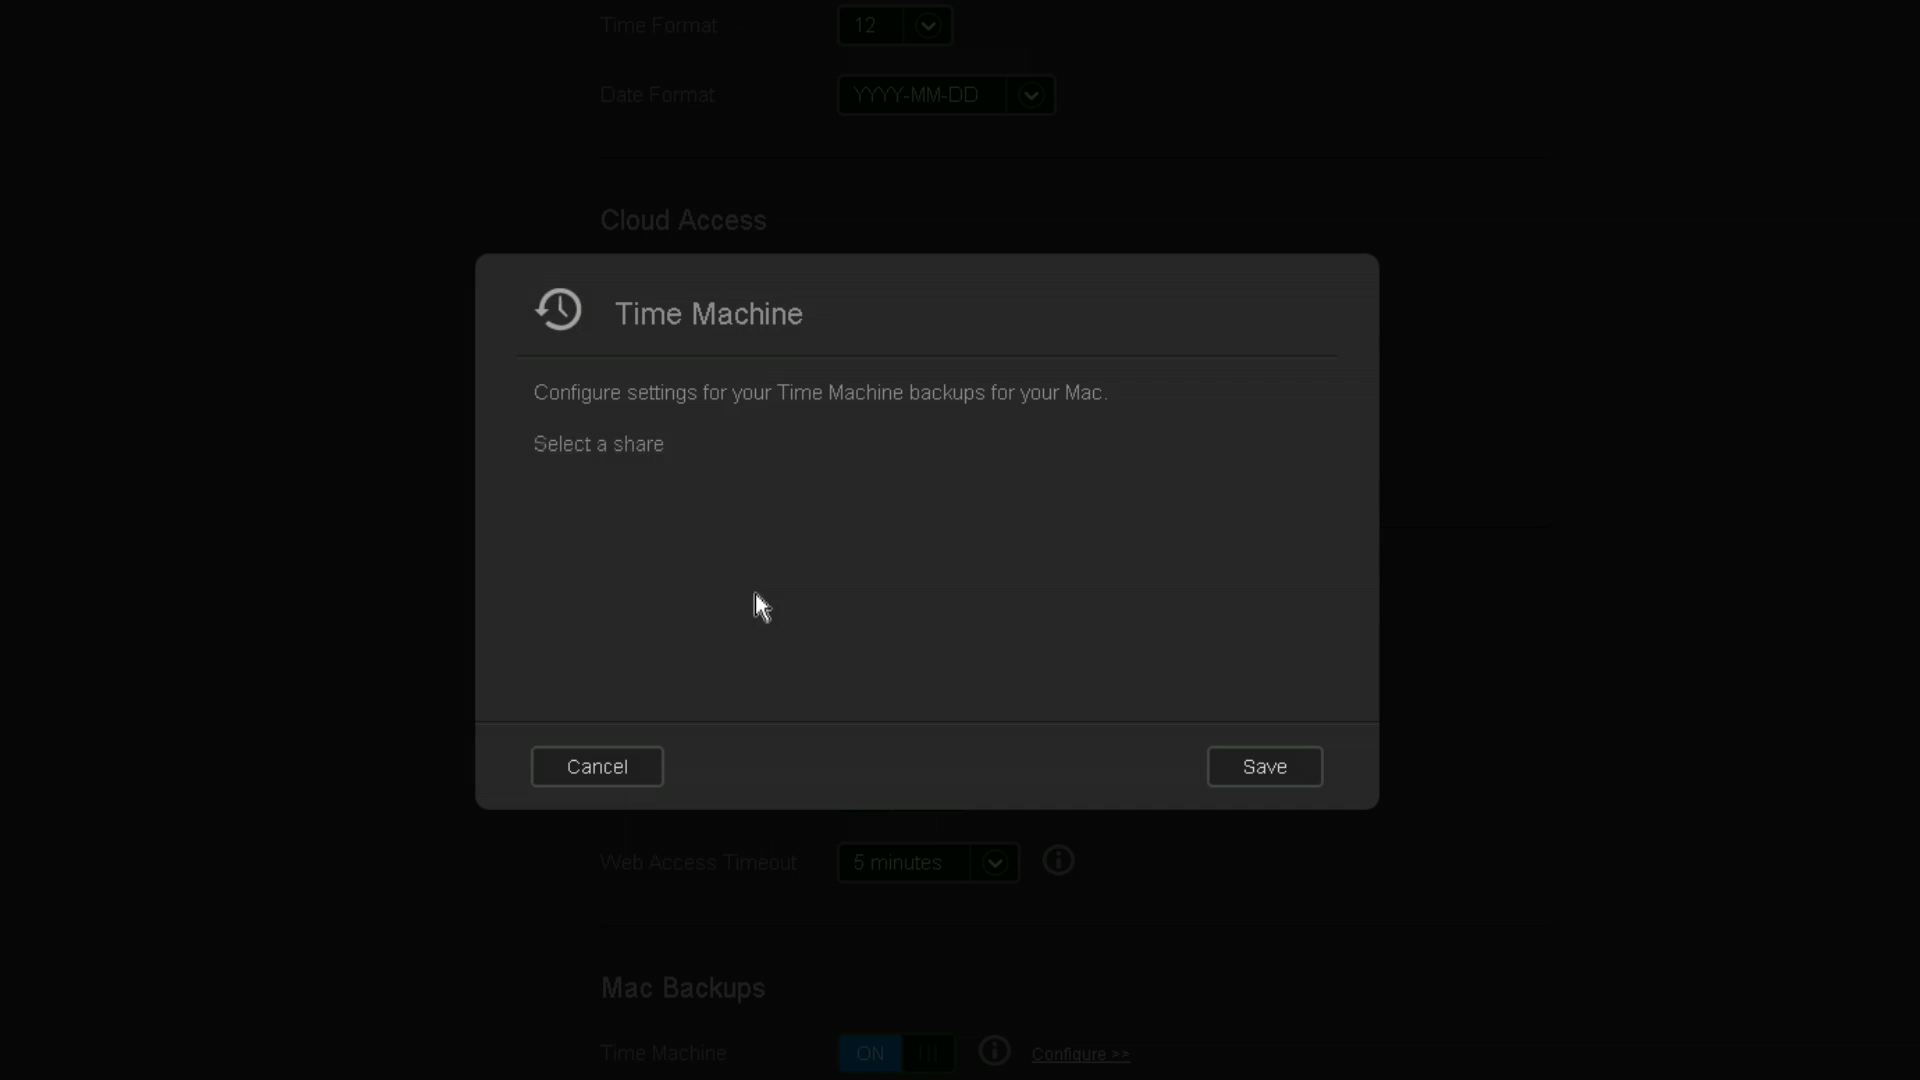 Time Format 12
Date Format YYYY-MM-DD
Cloud Access
Time Machine
Configure settings for your Time Machine backups for your Mac.
Select a share
Cancel Save
Web Access Timeout 5 minutes
Mac Backups
Time Machine ON Configure >>